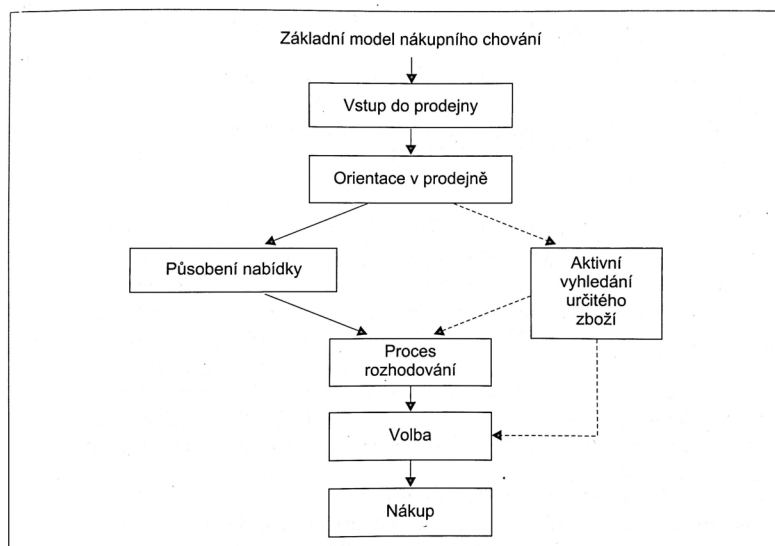 Základní model nákupního chování
Vstup do prodejny
Orientace v prodejně
Působení nabídky
Aktivní
vyhledání
určitého
zboží
Proces
rozhodování
Volba
Nákup